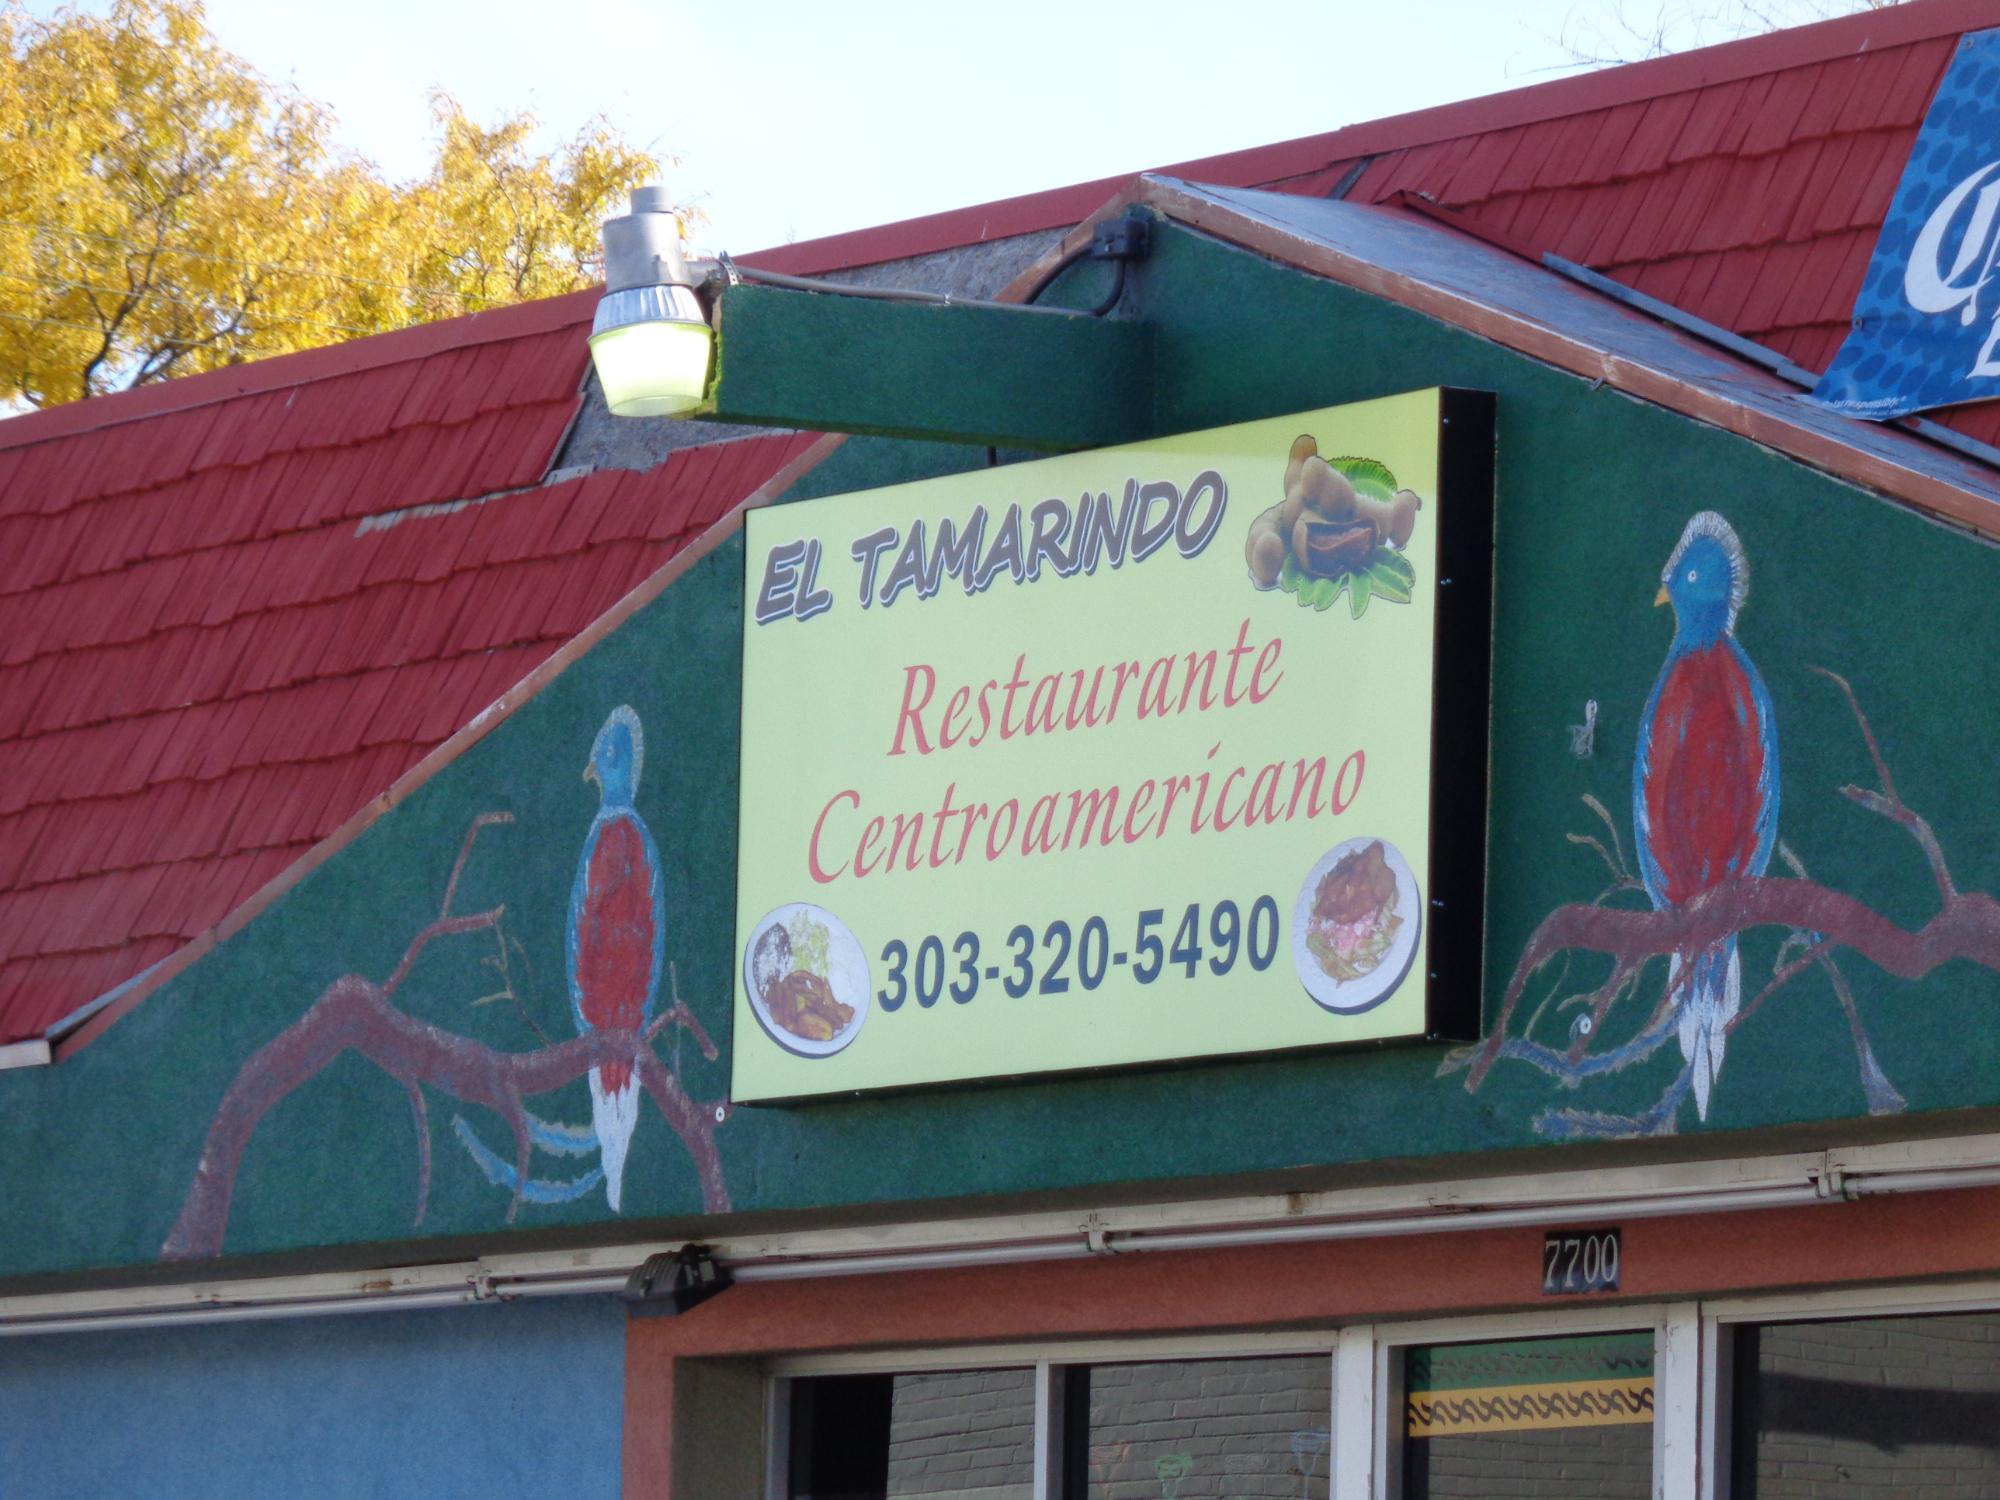 EL TAMARINDO
Restaurante
Centroamericano
303-320-5490
7700